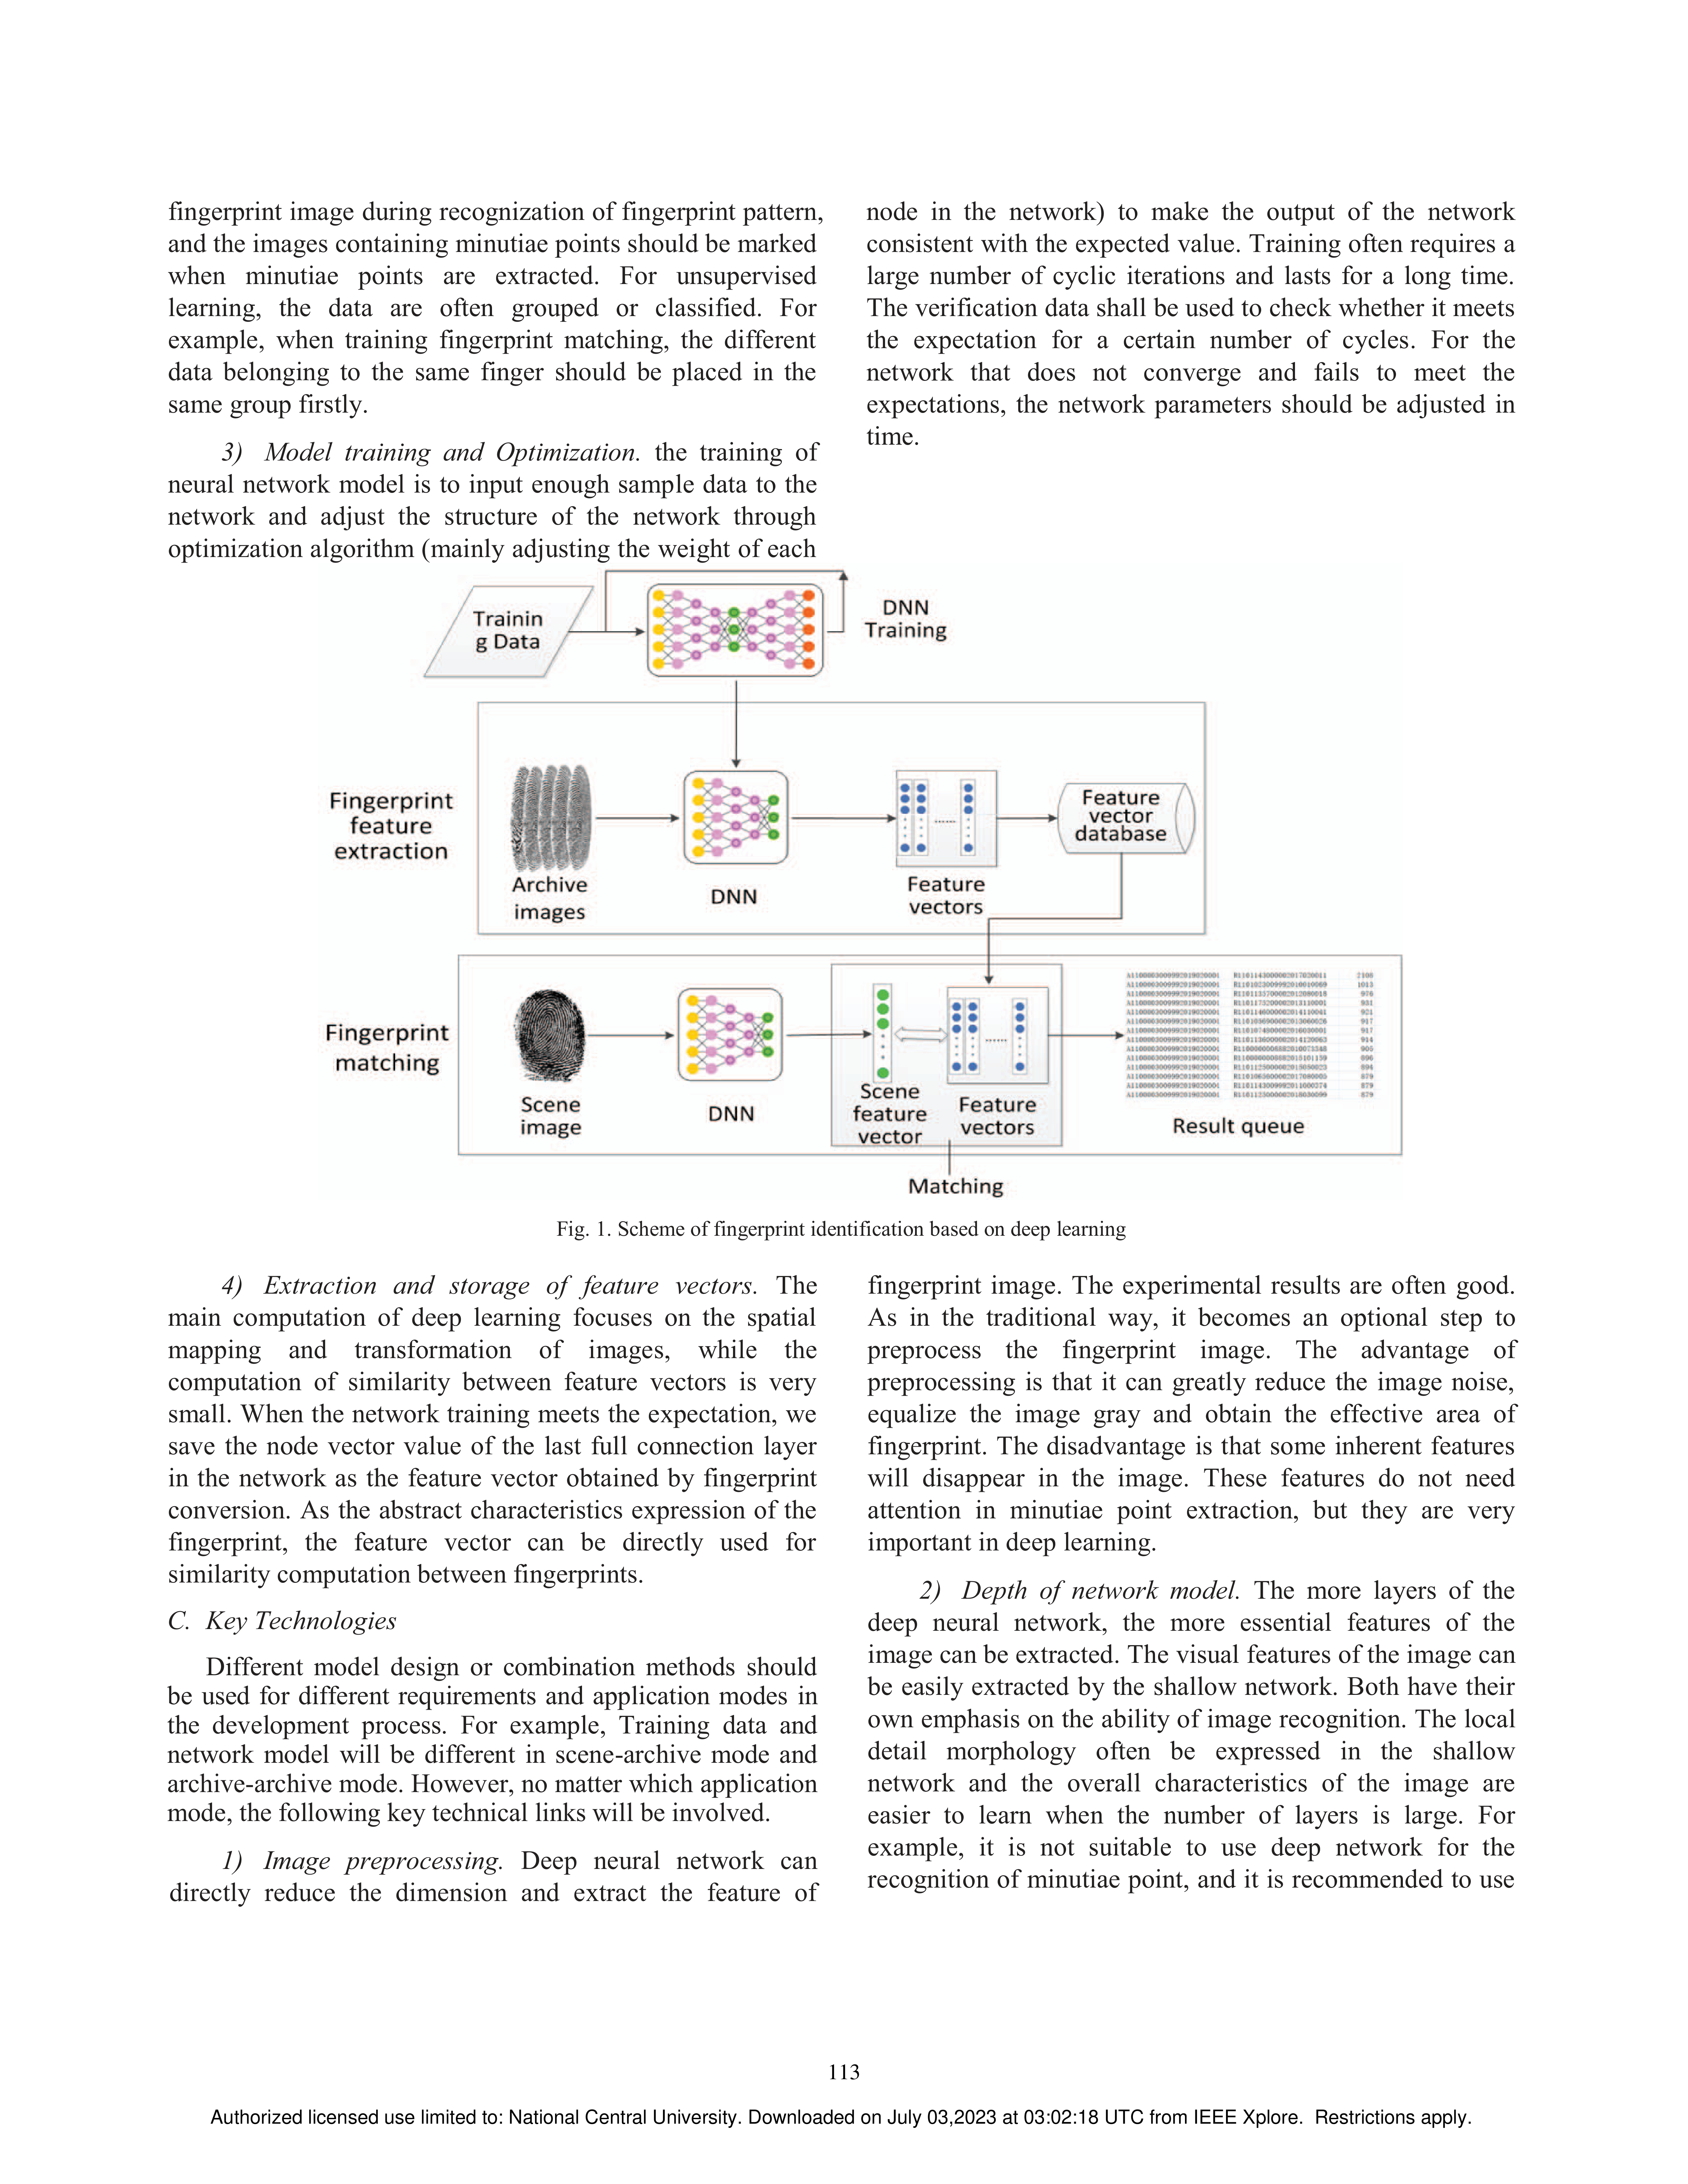 fingerprint image during recognization of fingerprint pattern,
and the images containing minutiae points should be marked
when minutiae points are extracted. For unsupervised
learning, the data are often grouped or classified. For
example, when training fingerprint matching, the different
data belonging to the same finger should be placed in the
same group firstly.
3) Model training and Optimization. the training of
neural network model is to input enough sample data to the
network and adjust the structure of the network through
optimization algorithm (mainly adjusting the weight of each
node in the network) to make the output of the network
consistent with the expected value. Training often requires a
large number of cyclic iterations and lasts for a long time.
The verification data shall be used to check whether it meets
the expectation for a certain number of cycles. For the
network that does not converge and fails to meet the
expectations, the network parameters should be adjusted in
time.
Trainin
g Data
DNN
Training
Fingerprint
feature
extraction
Archive
images
DNN
Feature
vectors
Feature
vector
database
Fingerprint
matching
Scene
image
DNN
Scene
feature
vector
Feature
vectors
Result queue
Matching
Fig. 1. Scheme of fingerprint identification based on deep learning
4) Extraction and storage of feature vectors. The
main computation of deep learning focuses on the spatial
mapping and transformation of images, while the
computation of similarity between feature vectors is very
small. When the network training meets the expectation, we
save the node vector value of the last full connection layer
in the network as the feature vector obtained by fingerprint
conversion. As the abstract characteristics expression of the
fingerprint, the feature vector can be directly used for
similarity computation between fingerprints.
C. Key Technologies
Different model design or combination methods should
be used for different requirements and application modes in
the development process. For example, Training data and
network model will be different in scene-archive mode and
archive-archive mode. However, no matter which application
mode, the following key technical links will be involved.
1) Image preprocessing. Deep neural network can
directly reduce the dimension and extract the feature of
fingerprint image. The experimental results are often good.
As in the traditional way, it becomes an optional step to
preprocess the fingerprint image. The advantage of
preprocessing is that it can greatly reduce the image noise,
equalize the image gray and obtain the effective area of
fingerprint. The disadvantage is that some inherent features
will disappear in the image. These features do not need
attention in minutiae point extraction, but they are very
important in deep learning.
2) Depth of network model. The more layers of the
deep neural network, the more essential features of the
image can be extracted. The visual features of the image can
be easily extracted by the shallow network. Both have their
own emphasis on the ability of image recognition. The local
detail morphology often be expressed in the shallow
network and the overall characteristics of the image are
easier to learn when the number of layers is large. For
example, it is not suitable to use deep network for the
recognition of minutiae point, and it is recommended to use
113
Authorized licensed use limited to: National Central University. Downloaded on July 03,2023 at 03:02:18 UTC from IEEE Xplore. Restrictions apply.